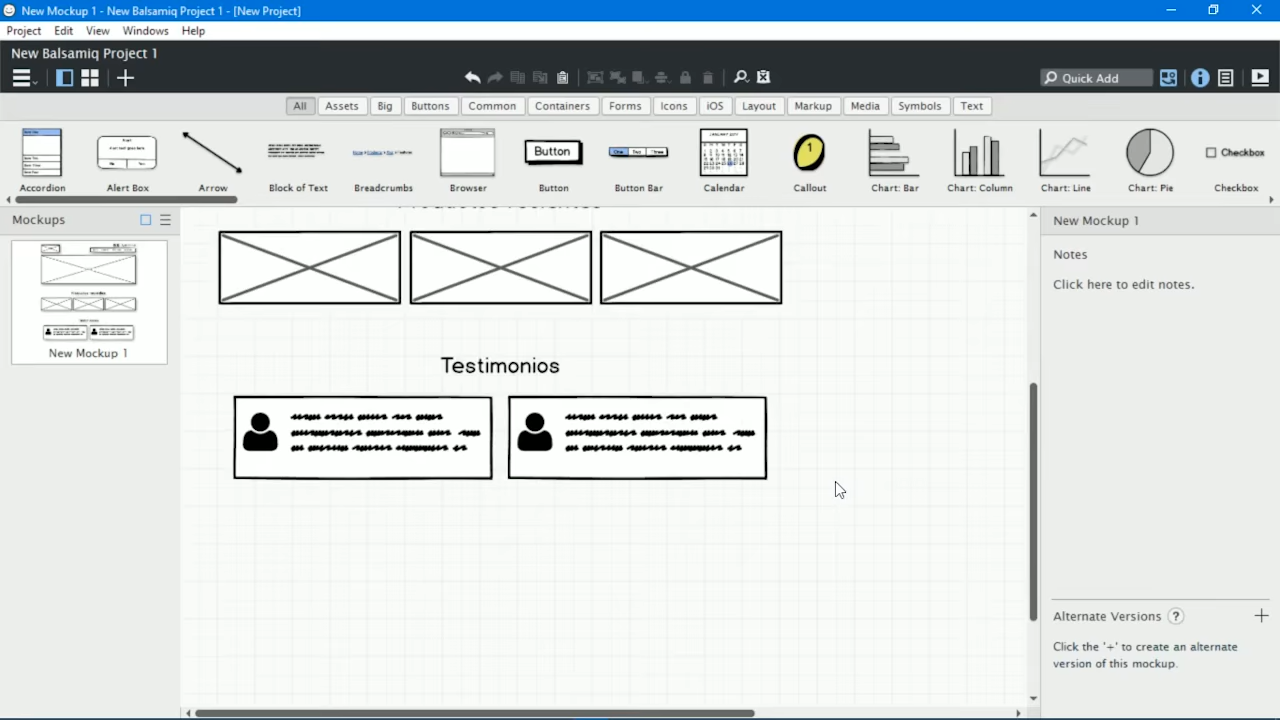 New Mockup 1 - New Balsamiq Project 1 - [New Project]
Project Edit View Windows Help
New Balsamiq Project 1
Quick Add
All Assets Big Buttons Common Containers Forms Icons iOS Layout Markup Media Symbols Text
Button
One Two Three
1
Checkbox
Accordion Alert Box Arrow Block of Text Breadcrumbs Browser Button Button Bar Calendar Callout Chart: Bar Chart: Column Chart: Line Chart: Pie Checkbox
Mockups
New Mockup 1
New Mockup 1
Notes
Click here to edit notes.
Testimonios
Alternate Versions ?
Click the '+' to create an alternate
version of this mockup.